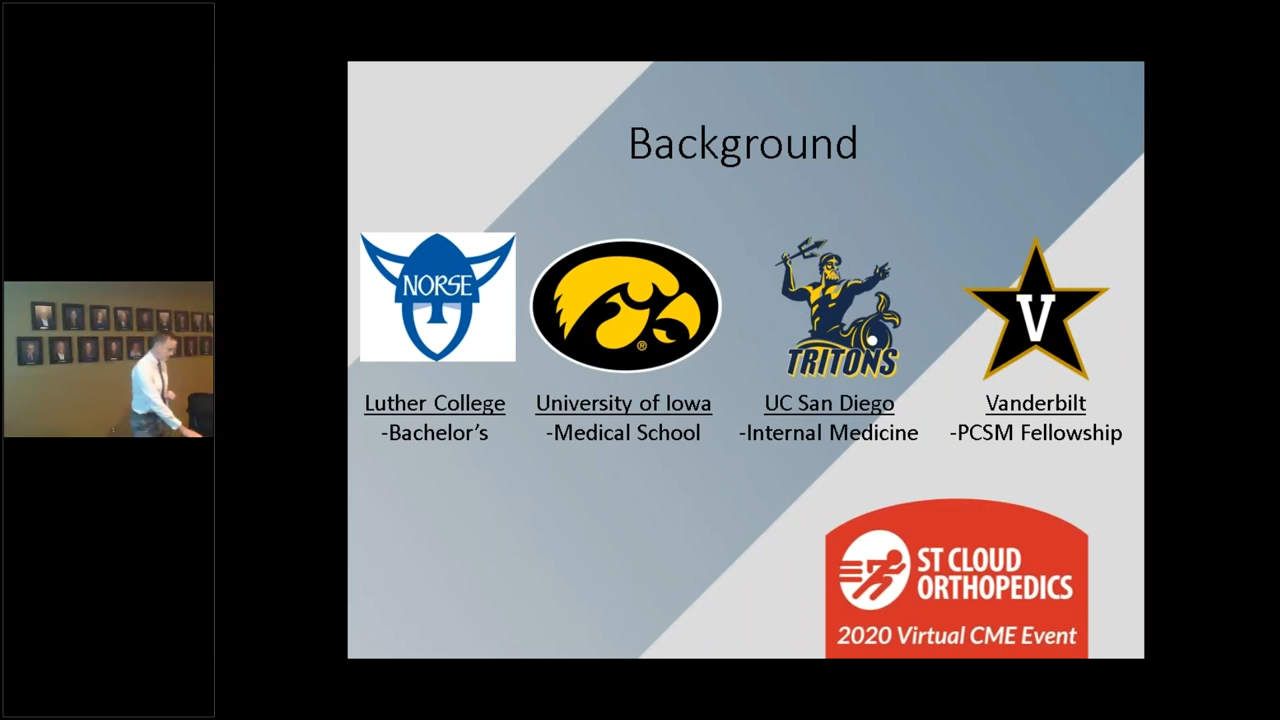 Background
NORSE
®
TRITONS
V
Luther College
-Bachelor's
University of Iowa
-Medical School
UC San Diego
-Internal Medicine
Vanderbilt
-PCSM Fellowship
ST CLOUD
ORTHOPEDICS
2020 Virtual CME Event